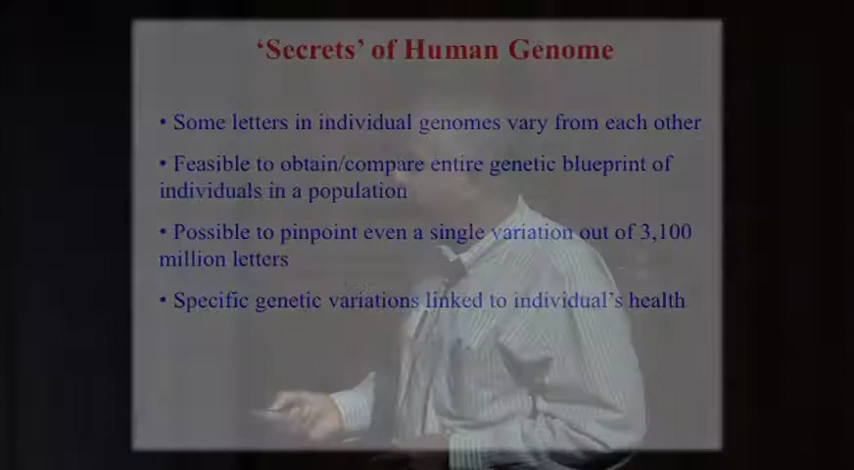 ‘Secrets’ of Human Genome
• Some letters in individual genomes vary from each other
• Feasible to obtain/compare entire genetic blueprint of
individuals in a population
• Possible to pinpoint even a single variation out of 3,100
million letters
• Specific genetic variations linked to individual’s health